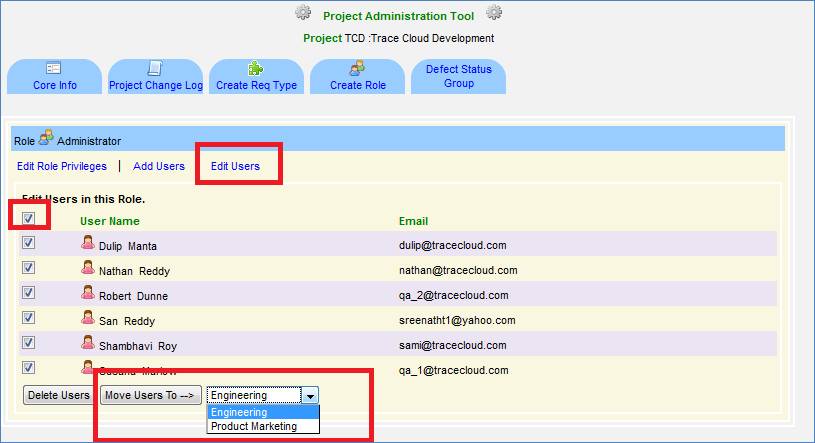 Project Administration Tool
Project TCD :Trace Cloud Development
Core Info
Project Change Log
Create Req Type
Create Role
Defect Status
Group
Role Administrator
Edit Role Privileges | Add Users Edit Users
Edit Users in this Role.
User Name Email
Dulip Manta dulip@tracecloud.com
Nathan Reddy nathan@tracecloud.com
Robert Dunne qa_2@tracecloud.com
San Reddy sreenatht1@yahoo.com
Shambhavi Roy sami@tracecloud.com
qa_1@tracecloud.com
Delete Users Move Users To --> Engineering
Engineering
Product Marketing